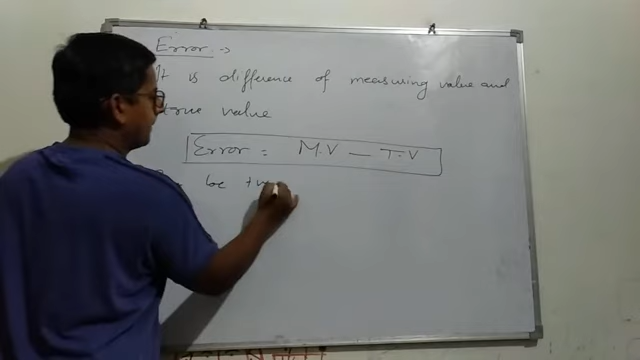 Error :→
It is difference of measuring value and
true value
Error = M.V — T.V
be